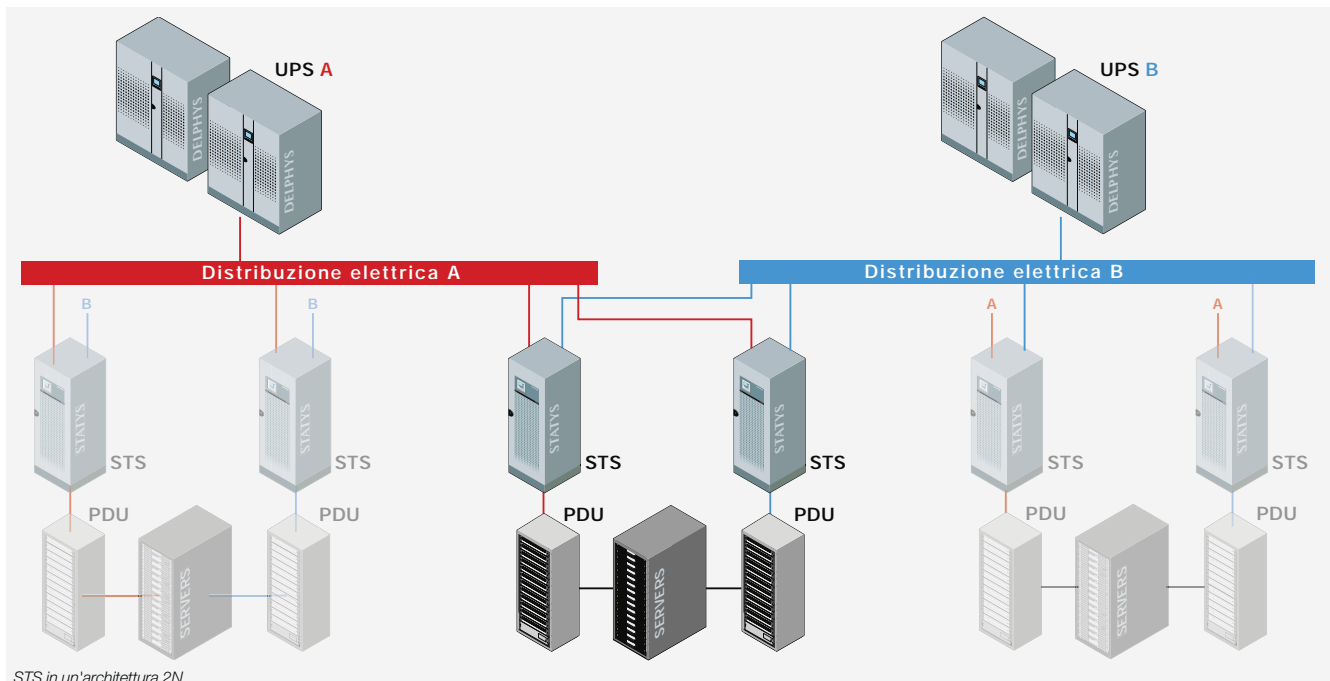 UPS A
UPS B
DELPHYS
DELPHYS
DELPHYS
DELPHYS
Distribuzione elettrica A
Distribuzione elettrica B
B
B
A
A
STATYS
STATYS
STATYS
STATYS
STATYS
STATYS
STS
STS
STS
STS
STS
STS
PDU
PDU
PDU
PDU
PDU
PDU
SERVERS
SERVERS
SERVERS
STS in un'architettura 2N